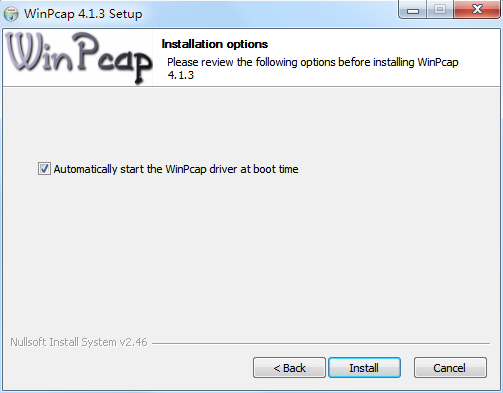 WinPcap 4.1.3 Setup
WinPcap
Installation options
Please review the following options before installing WinPcap
4.1.3
Automatically start the WinPcap driver at boot time
Nullsoft Install System v2.46
< Back
Install
Cancel